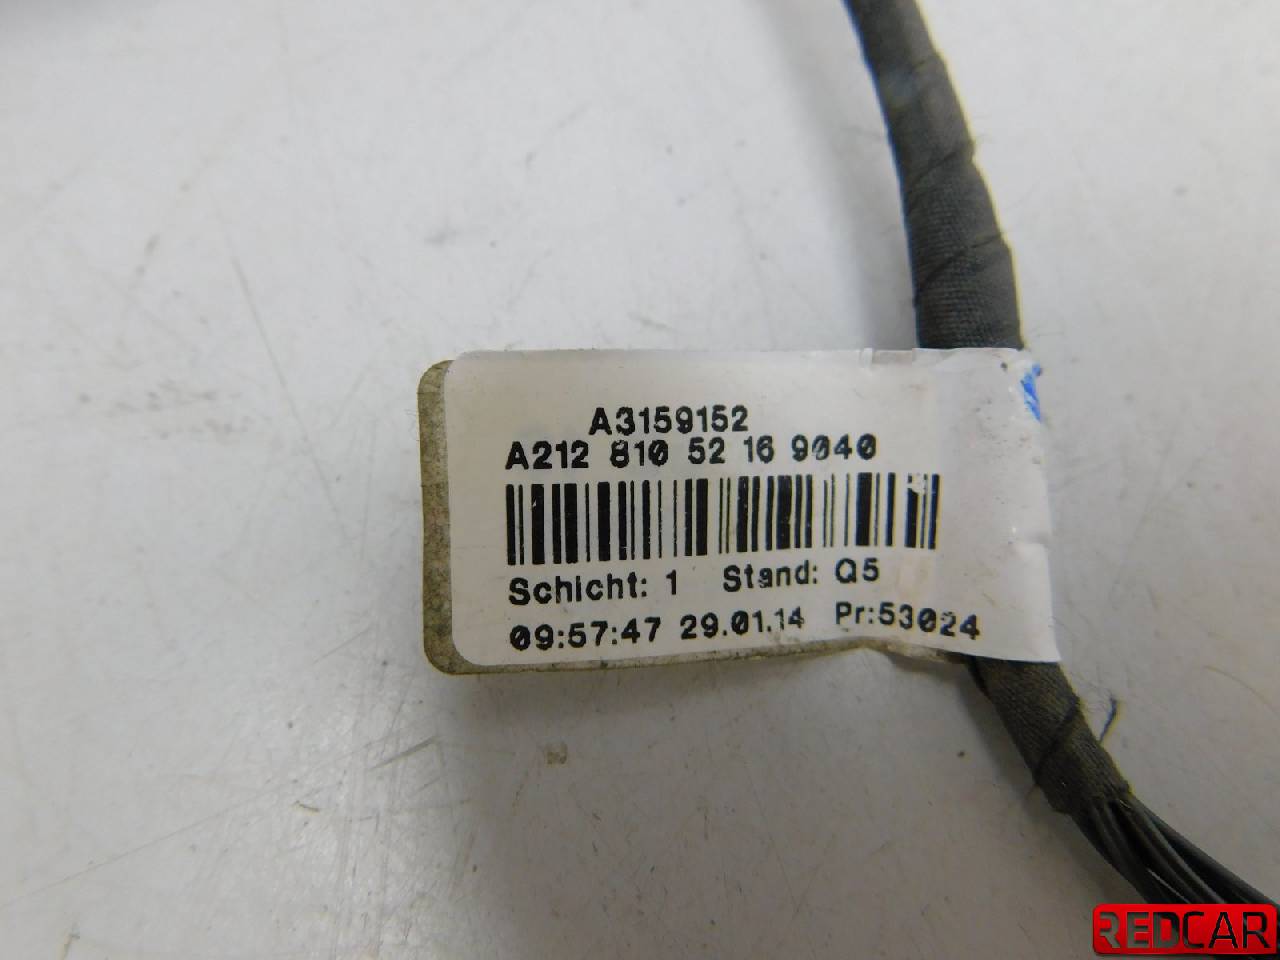 A3159152
A212 810 52 16 9040
Schicht: 1 Stand: Q5
09:57:47 29.01.14 Pr:53024
REDCAR